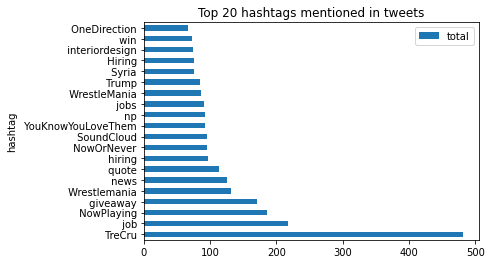 Top 20 hashtags mentioned in tweets
total
hashtag
OneDirection
win
interiordesign
Hiring
Syria
Trump
WrestleMania
jobs
np
YouKnowYouLoveThem
SoundCloud
NowOrNever
hiring
quote
news
Wrestlemania
giveaway
NowPlaying
job
TreCru
0 100 200 300 400 500